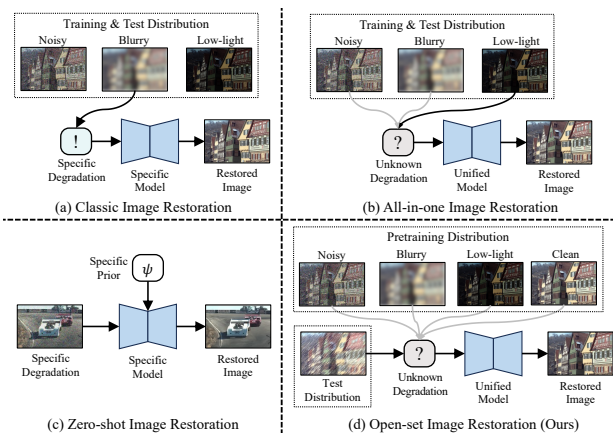 Training & Test Distribution
Noisy Blurry Low-light
!
Specific Degradation
Specific Model
Restored Image
(a) Classic Image Restoration
Training & Test Distribution
Noisy Blurry Low-light
?
Unknown Degradation
Unified Model
Restored Image
(b) All-in-one Image Restoration
Specific Prior
ψ
Specific Degradation
Specific Model
Restored Image
(c) Zero-shot Image Restoration
Pretraining Distribution
Noisy Blurry Low-light Clean
?
Test Distribution
Unknown Degradation
Unified Model
Restored Image
(d) Open-set Image Restoration (Ours)